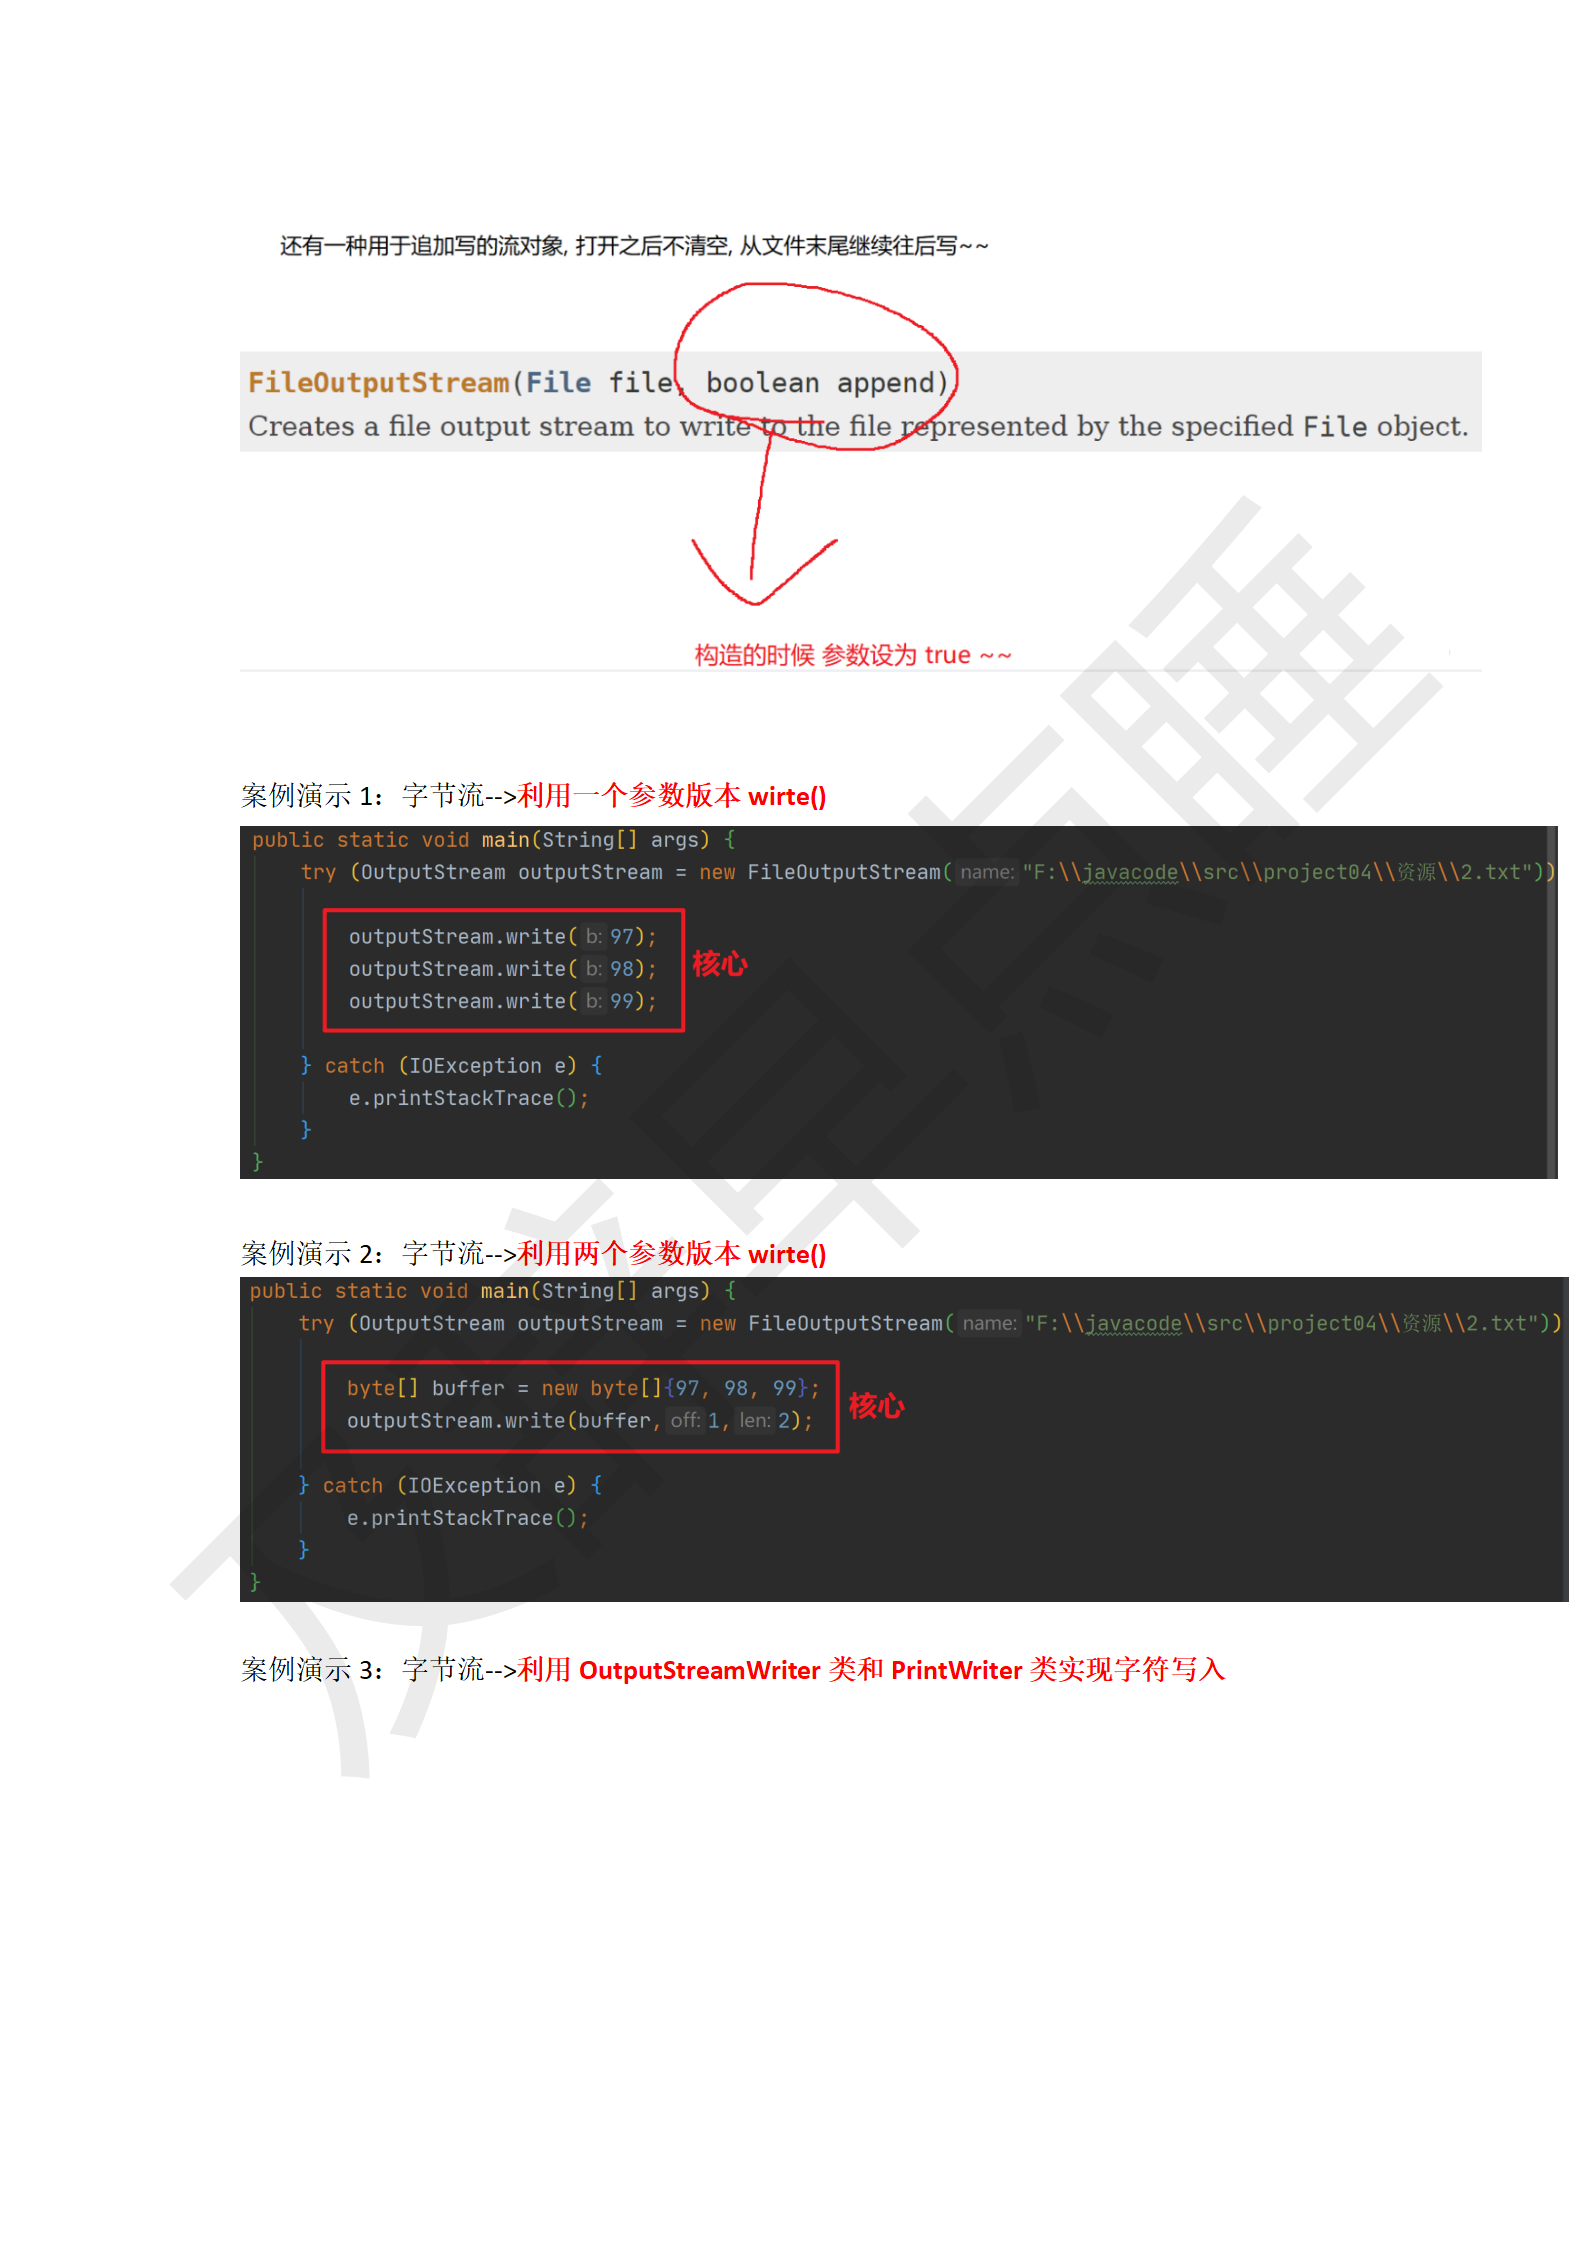 还有一种用于追加写的流对象, 打开之后不清空, 从文件末尾继续往后写~~
FileOutputStream(File file, boolean append)
Creates a file output stream to write to the file represented by the specified File object.
构造的时候 参数设为 true ~~
案例演示 1：字节流-->利用一个参数版本 wirte()
public static void main(String[] args) {
try (OutputStream outputStream = new FileOutputStream( name: "F:\\javacode\\src\\project04\\资源\\2.txt"))
outputStream.write( b: 97);
outputStream.write( b: 98);
outputStream.write( b: 99);
核心
} catch (IOException e) {
e.printStackTrace();
}
}
案例演示 2：字节流-->利用两个参数版本 wirte()
public static void main(String[] args) {
try (OutputStream outputStream = new FileOutputStream( name: "F:\\javacode\\src\\project04\\资源\\2.txt"))
byte[] buffer = new byte[]{97, 98, 99};
outputStream.write(buffer, off: 1, len: 2);
核心
} catch (IOException e) {
e.printStackTrace();
}
}
案例演示 3：字节流-->利用 OutputStreamWriter 类和 PrintWriter 类实现字符写入